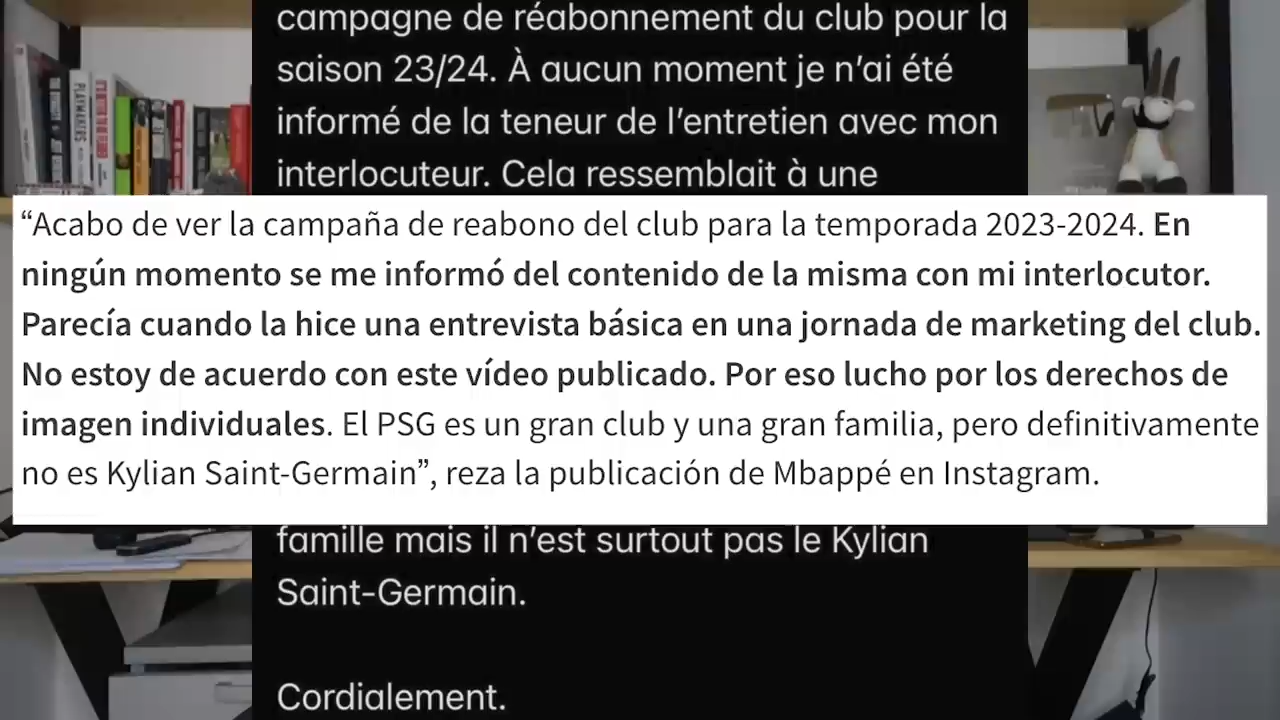 campagne de réabonnement du club pour la
saison 23/24. À aucun moment je n’ai été
informé de la teneur de l’entretien avec mon
interlocuteur. Cela ressemblait à une
“Acabo de ver la campaña de reabono del club para la temporada 2023-2024. En
ningún momento se me informó del contenido de la misma con mi interlocutor.
Parecía cuando la hice una entrevista básica en una jornada de marketing del club.
No estoy de acuerdo con este vídeo publicado. Por eso lucho por los derechos de
imagen individuales. El PSG es un gran club y una gran familia, pero definitivamente
no es Kylian Saint-Germain”, reza la publicación de Mbappé en Instagram.
famille mais il n’est surtout pas le Kylian
Saint-Germain.
Cordialement.
PLAYMAKERS